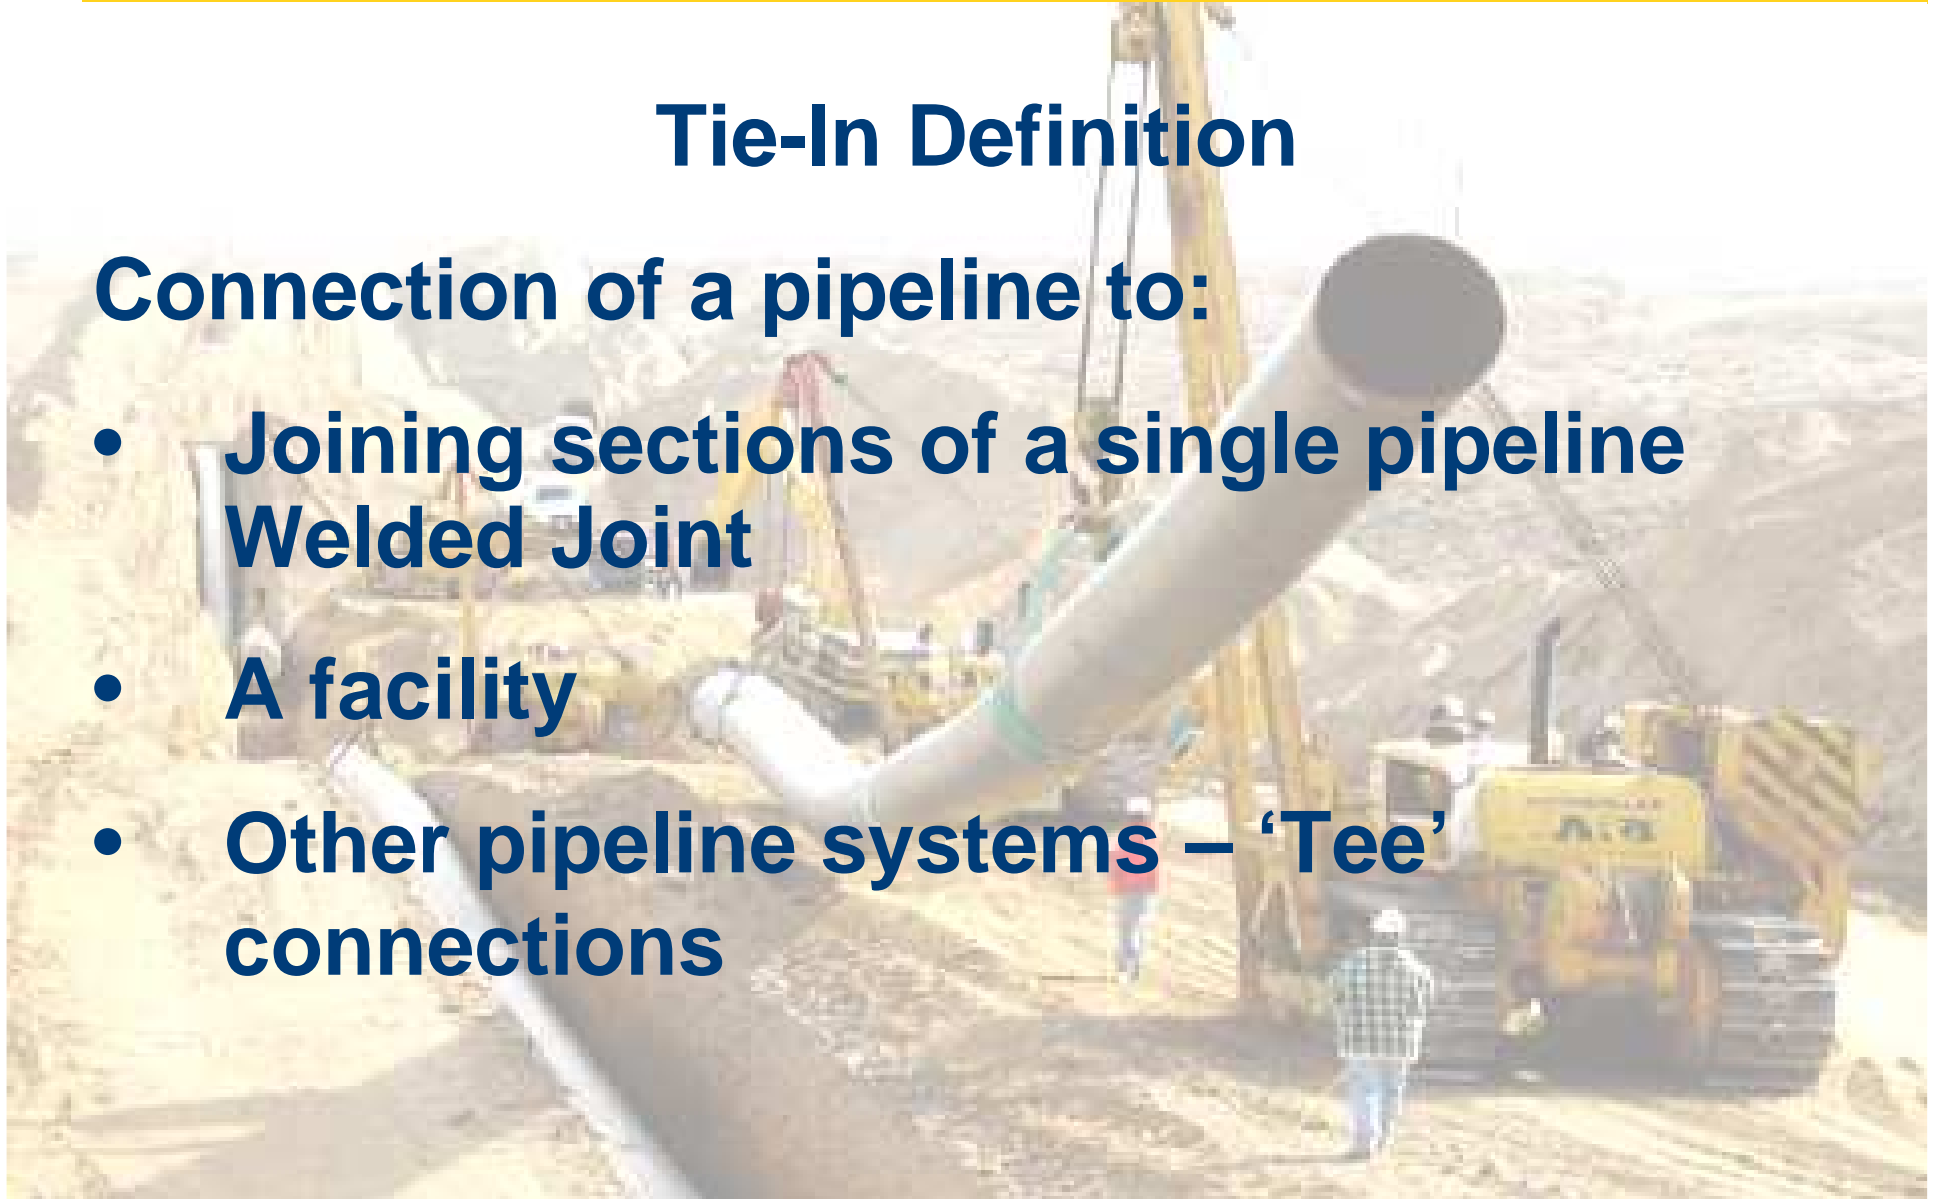 Tie-In Definition
Connection of a pipeline to:
• Joining sections of a single pipeline
Welded Joint
• A facility
• Other pipeline systems – ‘Tee’
connections